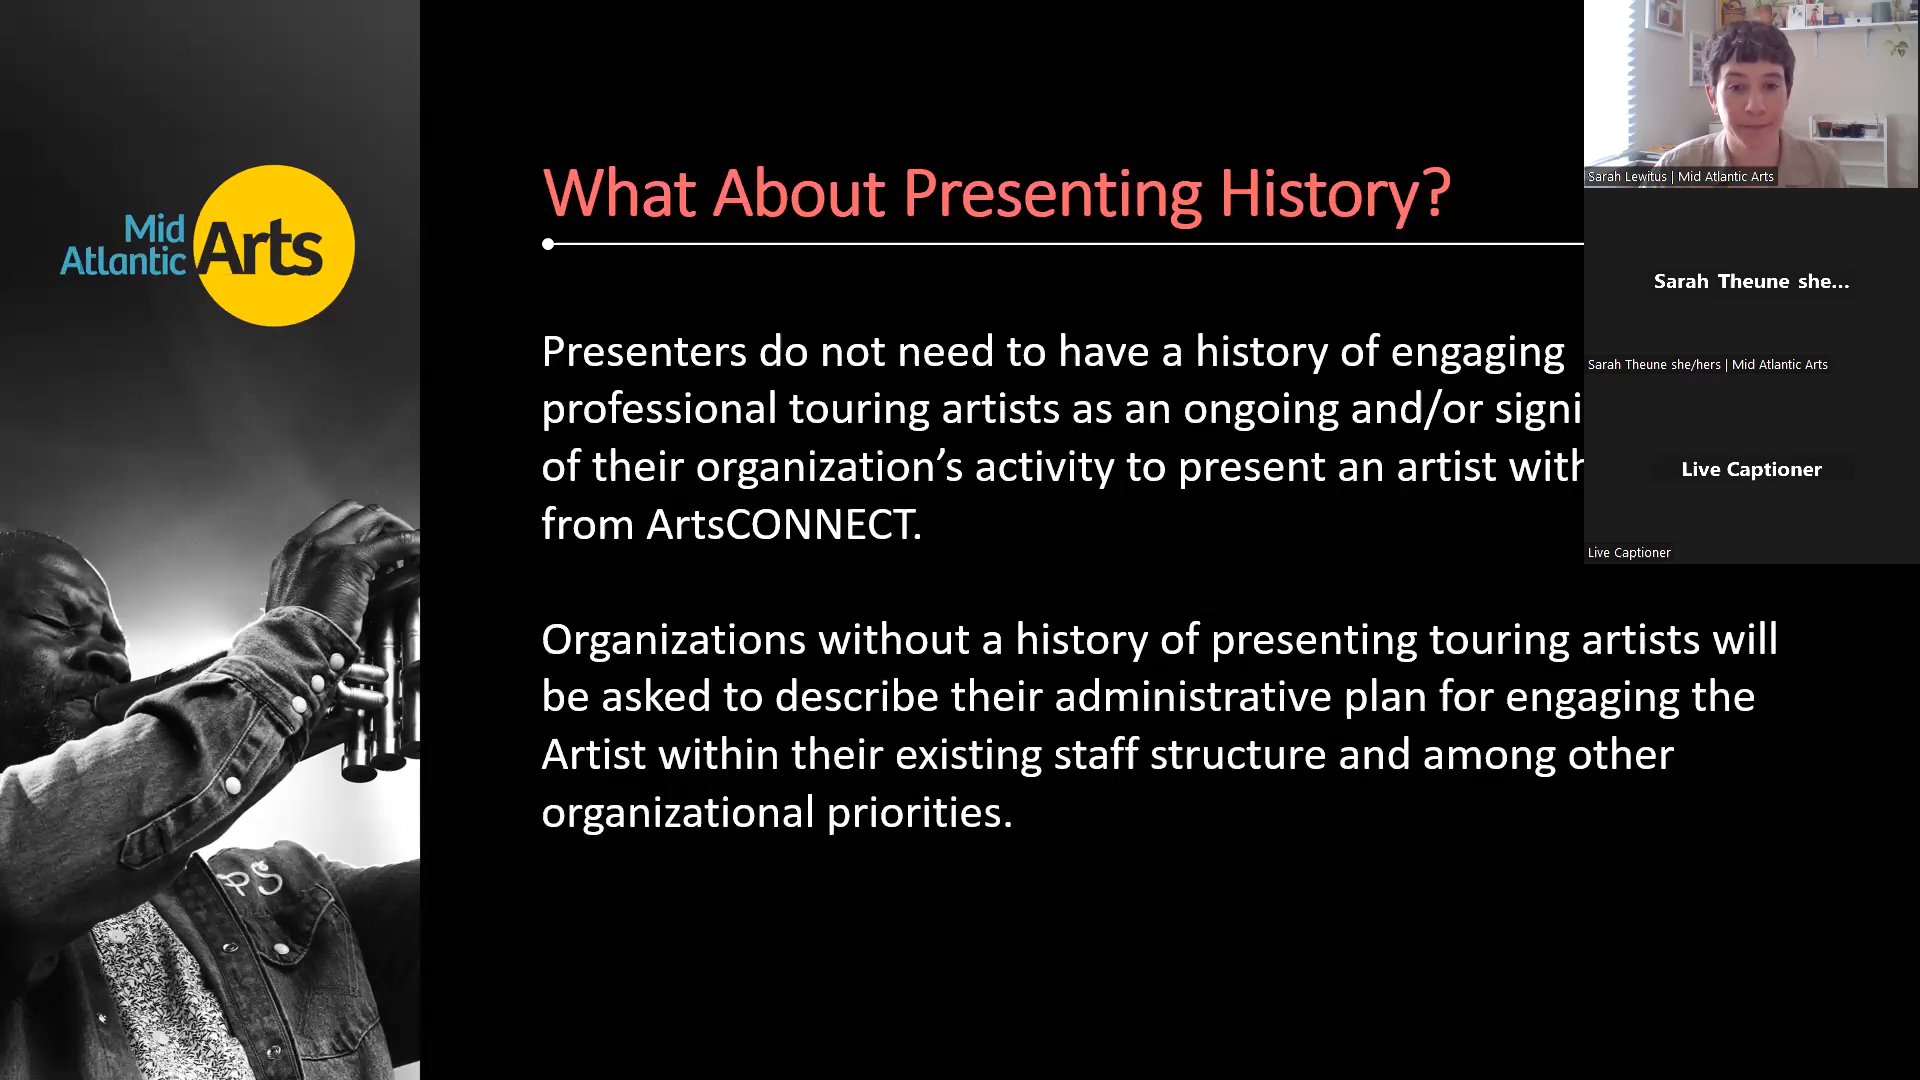 Mid
Atlantic
Arts
What About Presenting History?
Presenters do not need to have a history of engaging
professional touring artists as an ongoing and/or signi
of their organization’s activity to present an artist with
from ArtsCONNECT.
Organizations without a history of presenting touring artists will
be asked to describe their administrative plan for engaging the
Artist within their existing staff structure and among other
organizational priorities.
PS
Sarah Lewitus | Mid Atlantic Arts
Sarah Theune she...
Sarah Theune she/hers | Mid Atlantic Arts
Live Captioner
Live Captioner